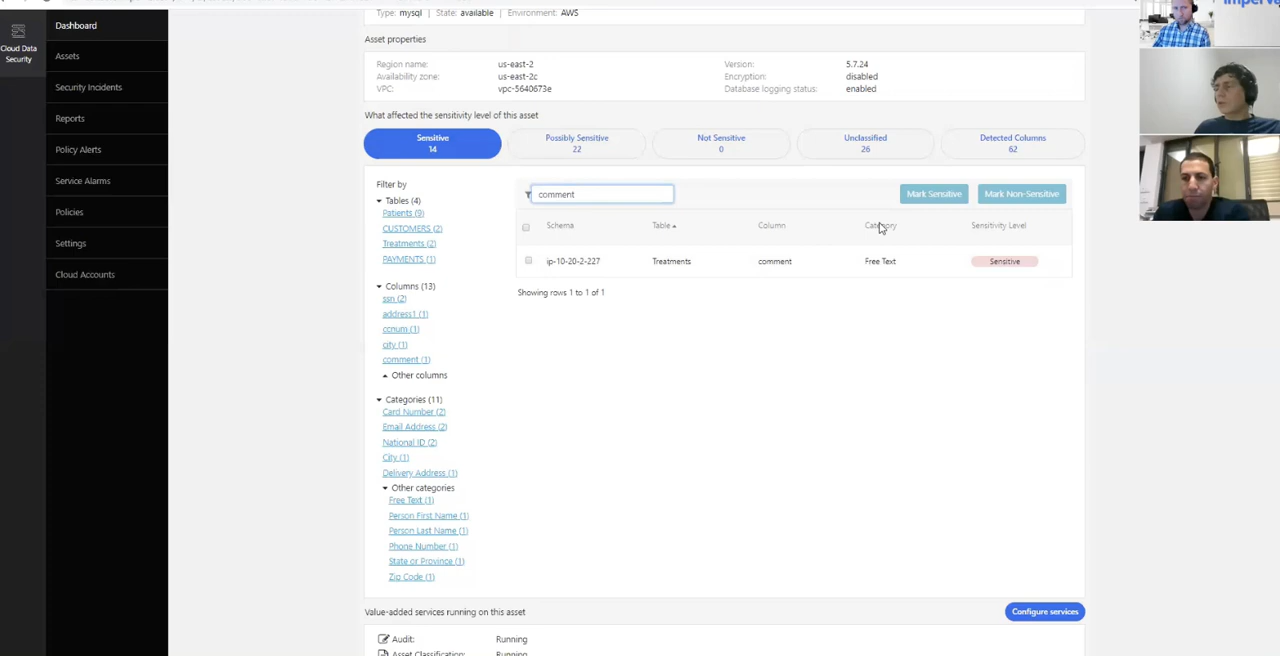 imperva
Type: mysql | State: available | Environment: AWS
Cloud Data
Security
Dashboard
Assets
Security Incidents
Reports
Policy Alerts
Service Alarms
Policies
Settings
Cloud Accounts
Asset properties
Region name: us-east-2 Version: 5.7.24
Availability zone: us-east-2c Encryption: disabled
VPC: vpc-5640673e Database logging status: enabled
What affected the sensitivity level of this asset
Sensitive Possibly Sensitive Not Sensitive Unclassified Detected Columns
14 22 0 26 62
Filter by
Tables (4)
Patients (9)
CUSTOMERS (2)
Treatments (2)
PAYMENTS (1)
Columns (13)
ssn (2)
address1 (1)
ccnum (1)
city (1)
comment (1)
Other columns
Categories (11)
Card Number (2)
Email Address (2)
National ID (2)
City (1)
Delivery Address (1)
Other categories
Free Text (1)
Person First Name (1)
Person Last Name (1)
Phone Number (1)
State or Province (1)
Zip Code (1)
comment Mark Sensitive Mark Non-Sensitive
Schema Table Column Category Sensitivity Level
ip-10-20-2-227 Treatments comment Free Text Sensitive
Showing rows 1 to 1 of 1
Value-added services running on this asset Configure services
Audit: Running
Asset Classification: Running